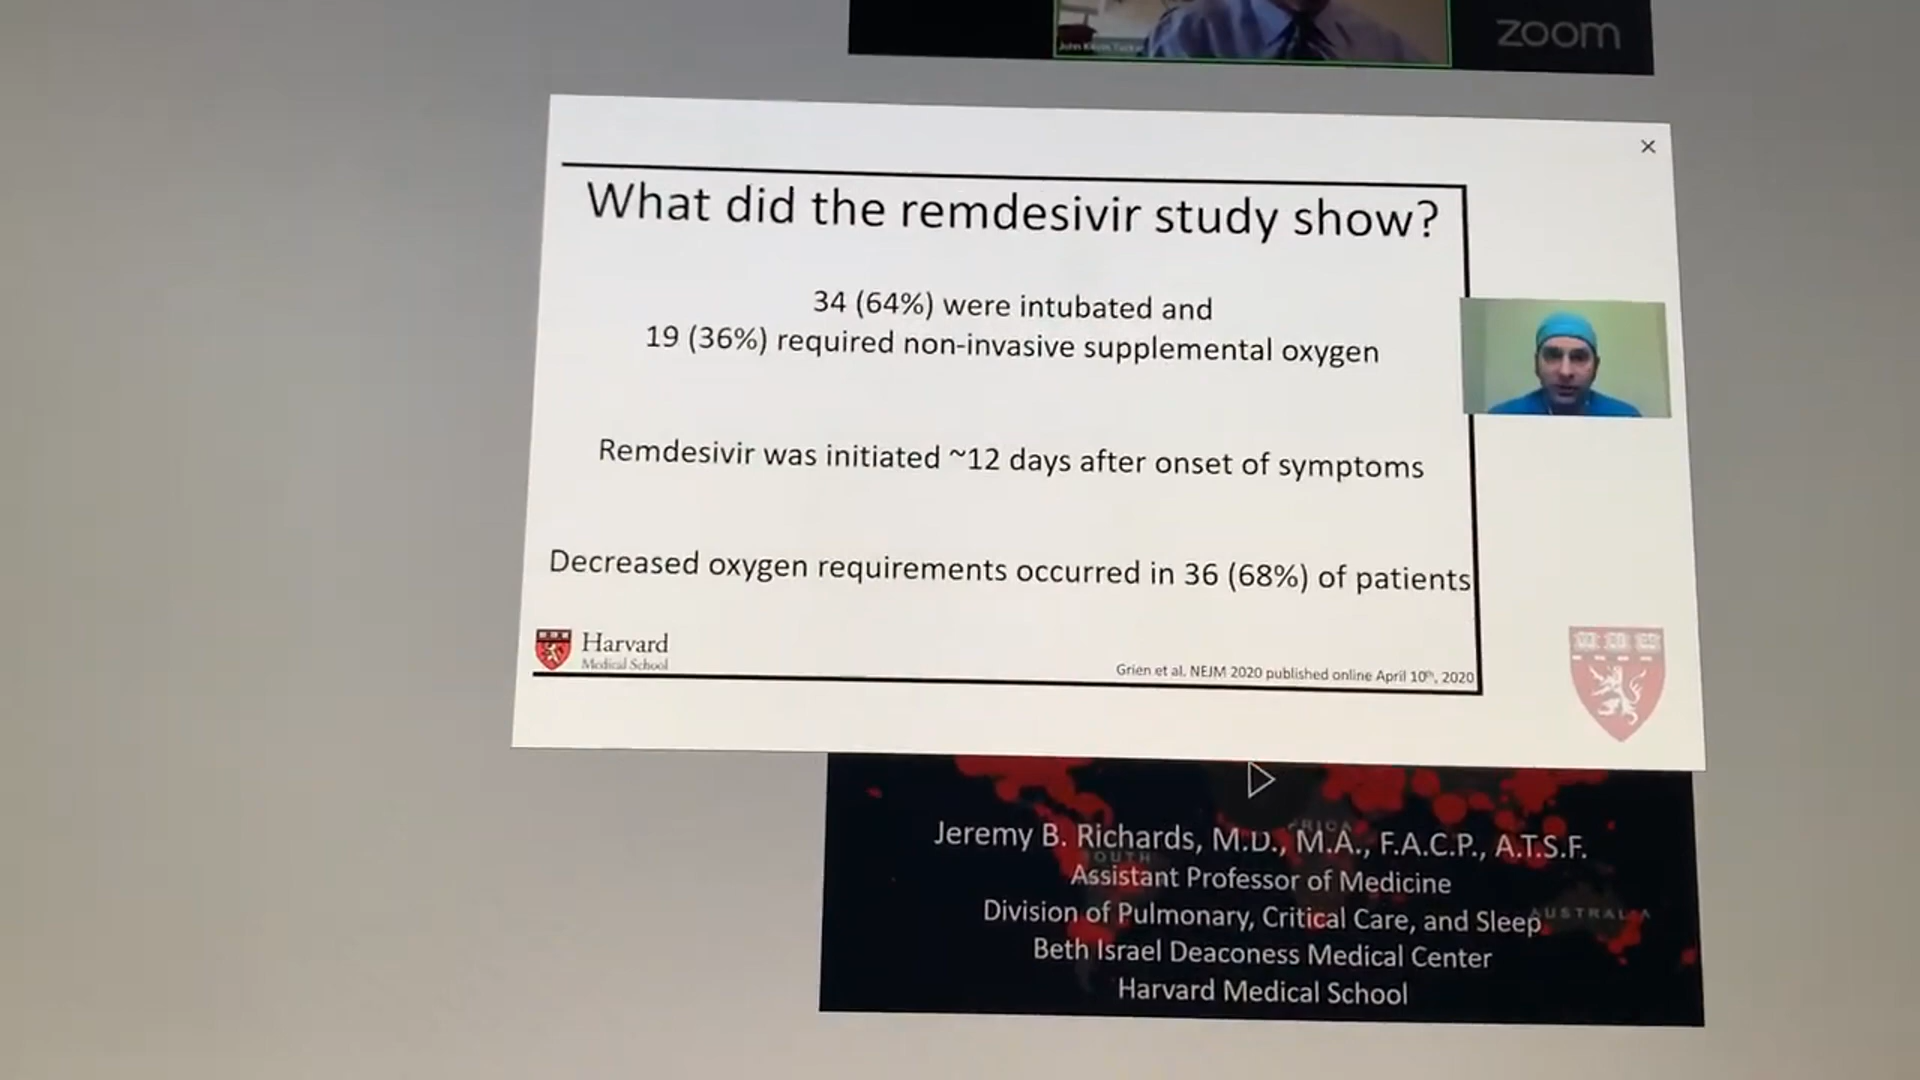 zoom
What did the remdesivir study show?
34 (64%) were intubated and
19 (36%) required non-invasive supplemental oxygen
Remdesivir was initiated ~12 days after onset of symptoms
Decreased oxygen requirements occurred in 36 (68%) of patients
Harvard
Medical School
Grien et al. NEJM 2020 published online April 10th, 2020
Jeremy B. Richards, M.D., M.A., F.A.C.P., A.T.S.F.
Assistant Professor of Medicine
Division of Pulmonary, Critical Care, and Sleep
AUSTRALIA
Beth Israel Deaconess Medical Center
Harvard Medical School